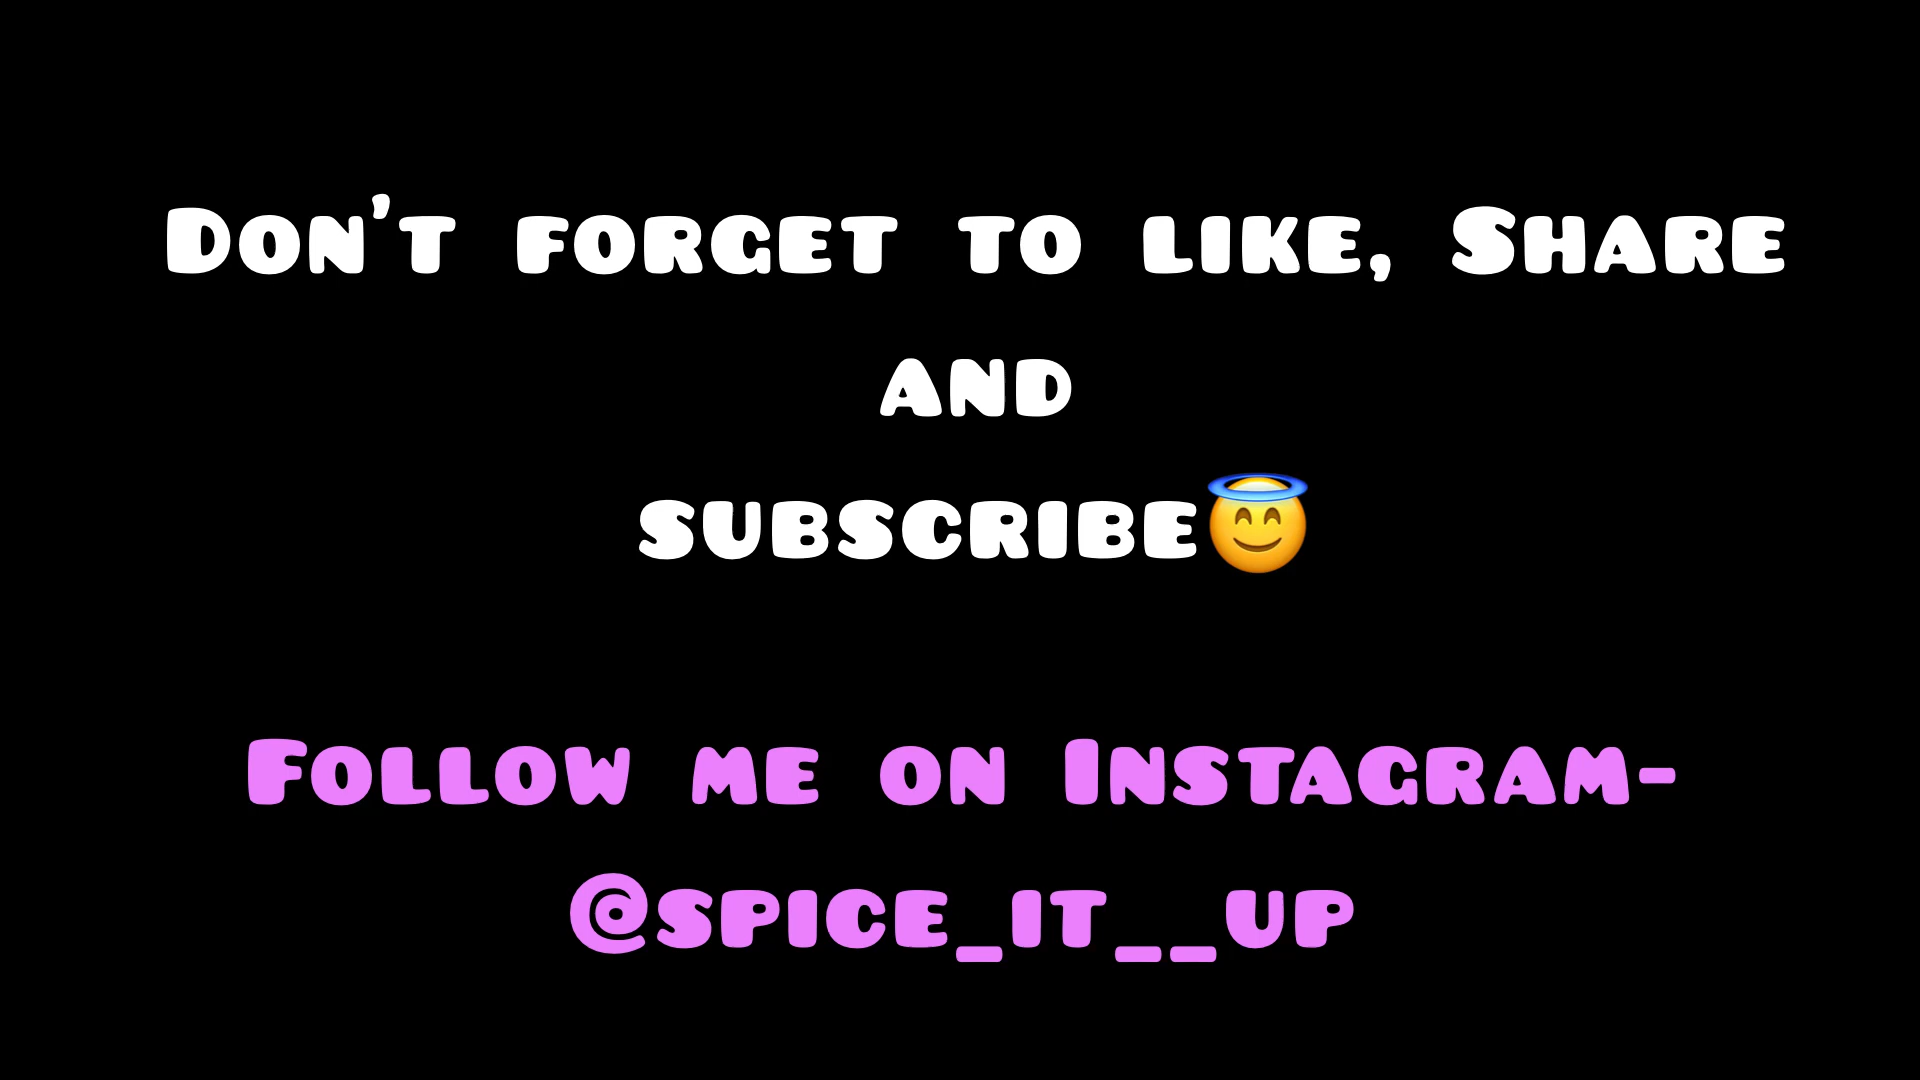 Don't forget to like, Share
and
subscribe😇
Follow me on Instagram-
@spice_it__up